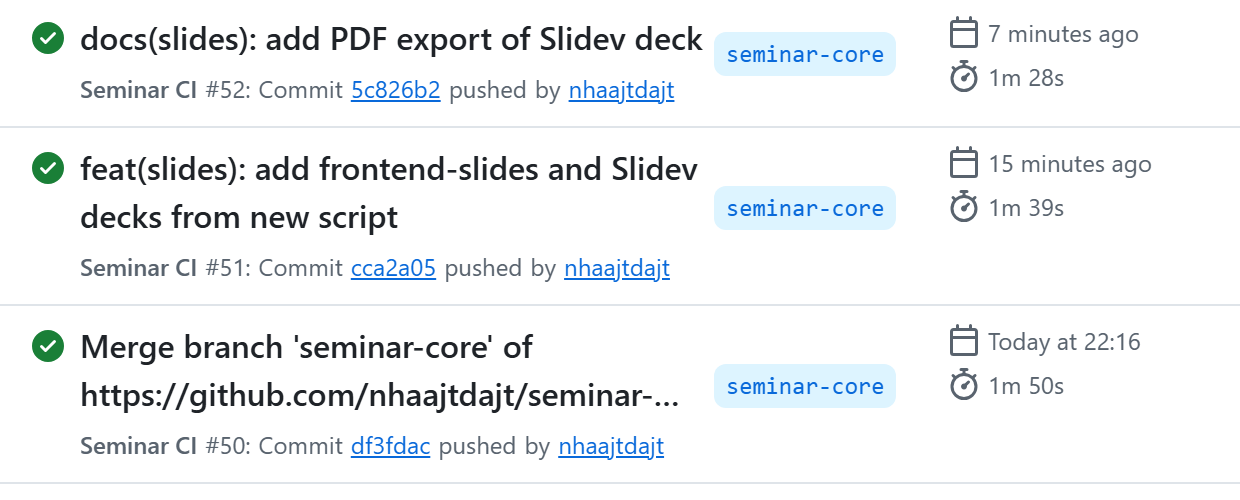 docs(slides): add PDF export of Slidev deck
seminar-core
7 minutes ago
1m 28s
Seminar CI #52: Commit 5c826b2 pushed by nhaajtdajt
feat(slides): add frontend-slides and Slidev
decks from new script
seminar-core
15 minutes ago
1m 39s
Seminar CI #51: Commit cca2a05 pushed by nhaajtdajt
Merge branch 'seminar-core' of
https://github.com/nhaajtdajt/seminar-...
seminar-core
Today at 22:16
1m 50s
Seminar CI #50: Commit df3fdac pushed by nhaajtdajt